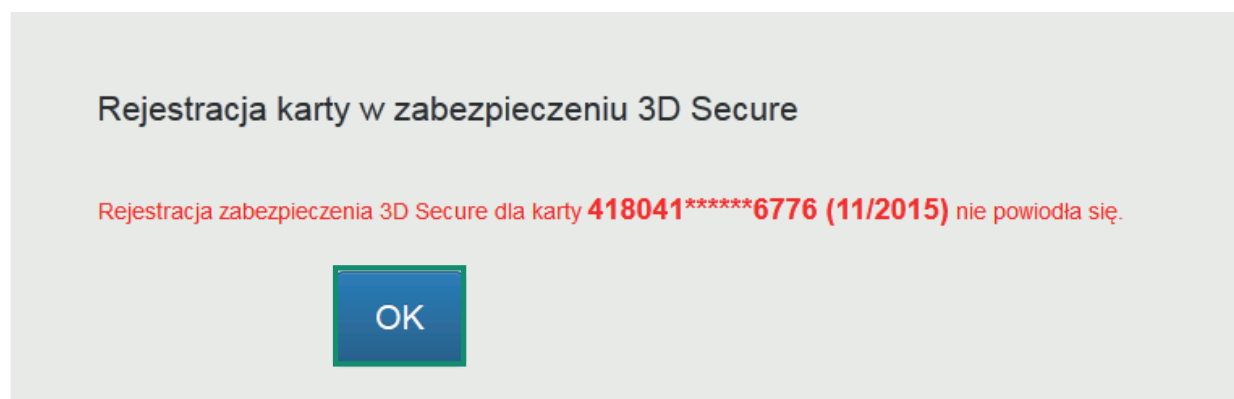 Rejestracja karty w zabezpieczeniu 3D Secure
Rejestracja zabezpieczenia 3D Secure dla karty 418041******6776 (11/2015) nie powiodła się.
OK